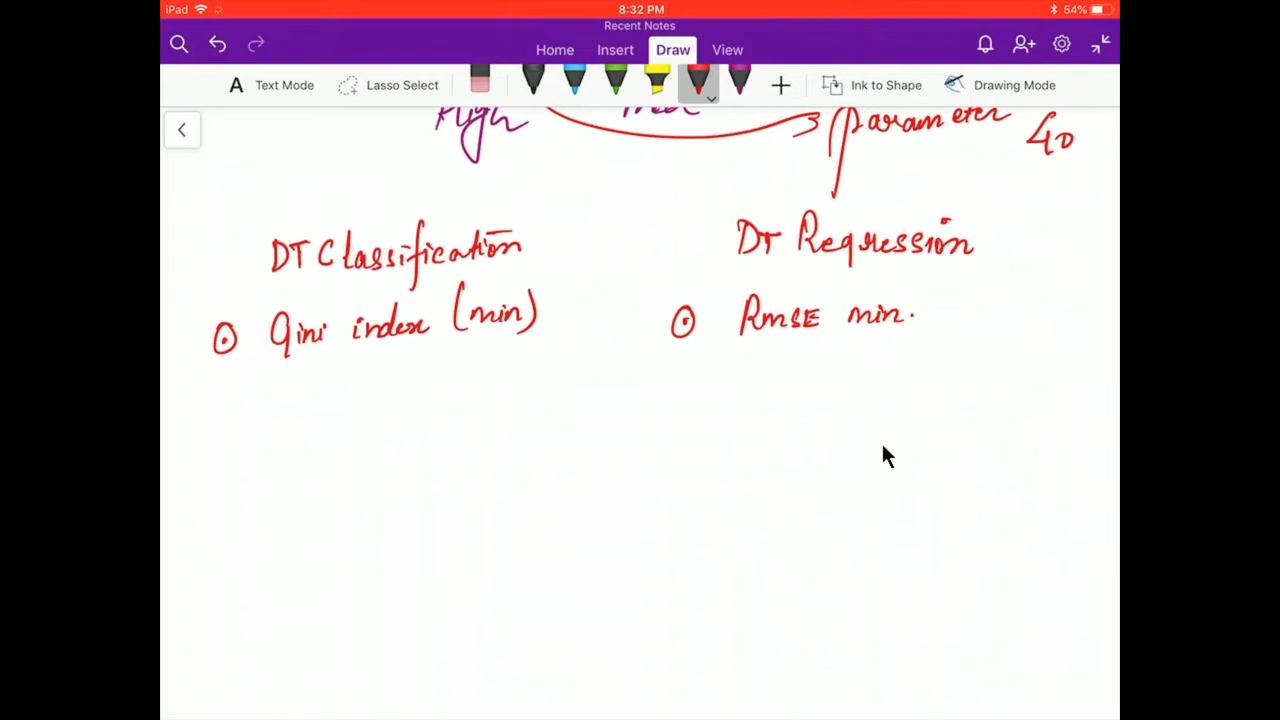 iPad 8:32 PM 54%
Recent Notes
Home Insert Draw View
A Text Mode Lasso Select Ink to Shape Drawing Mode
High parameter 40
DT Classification
Gini index (min)
DT Regression
RmSE min.